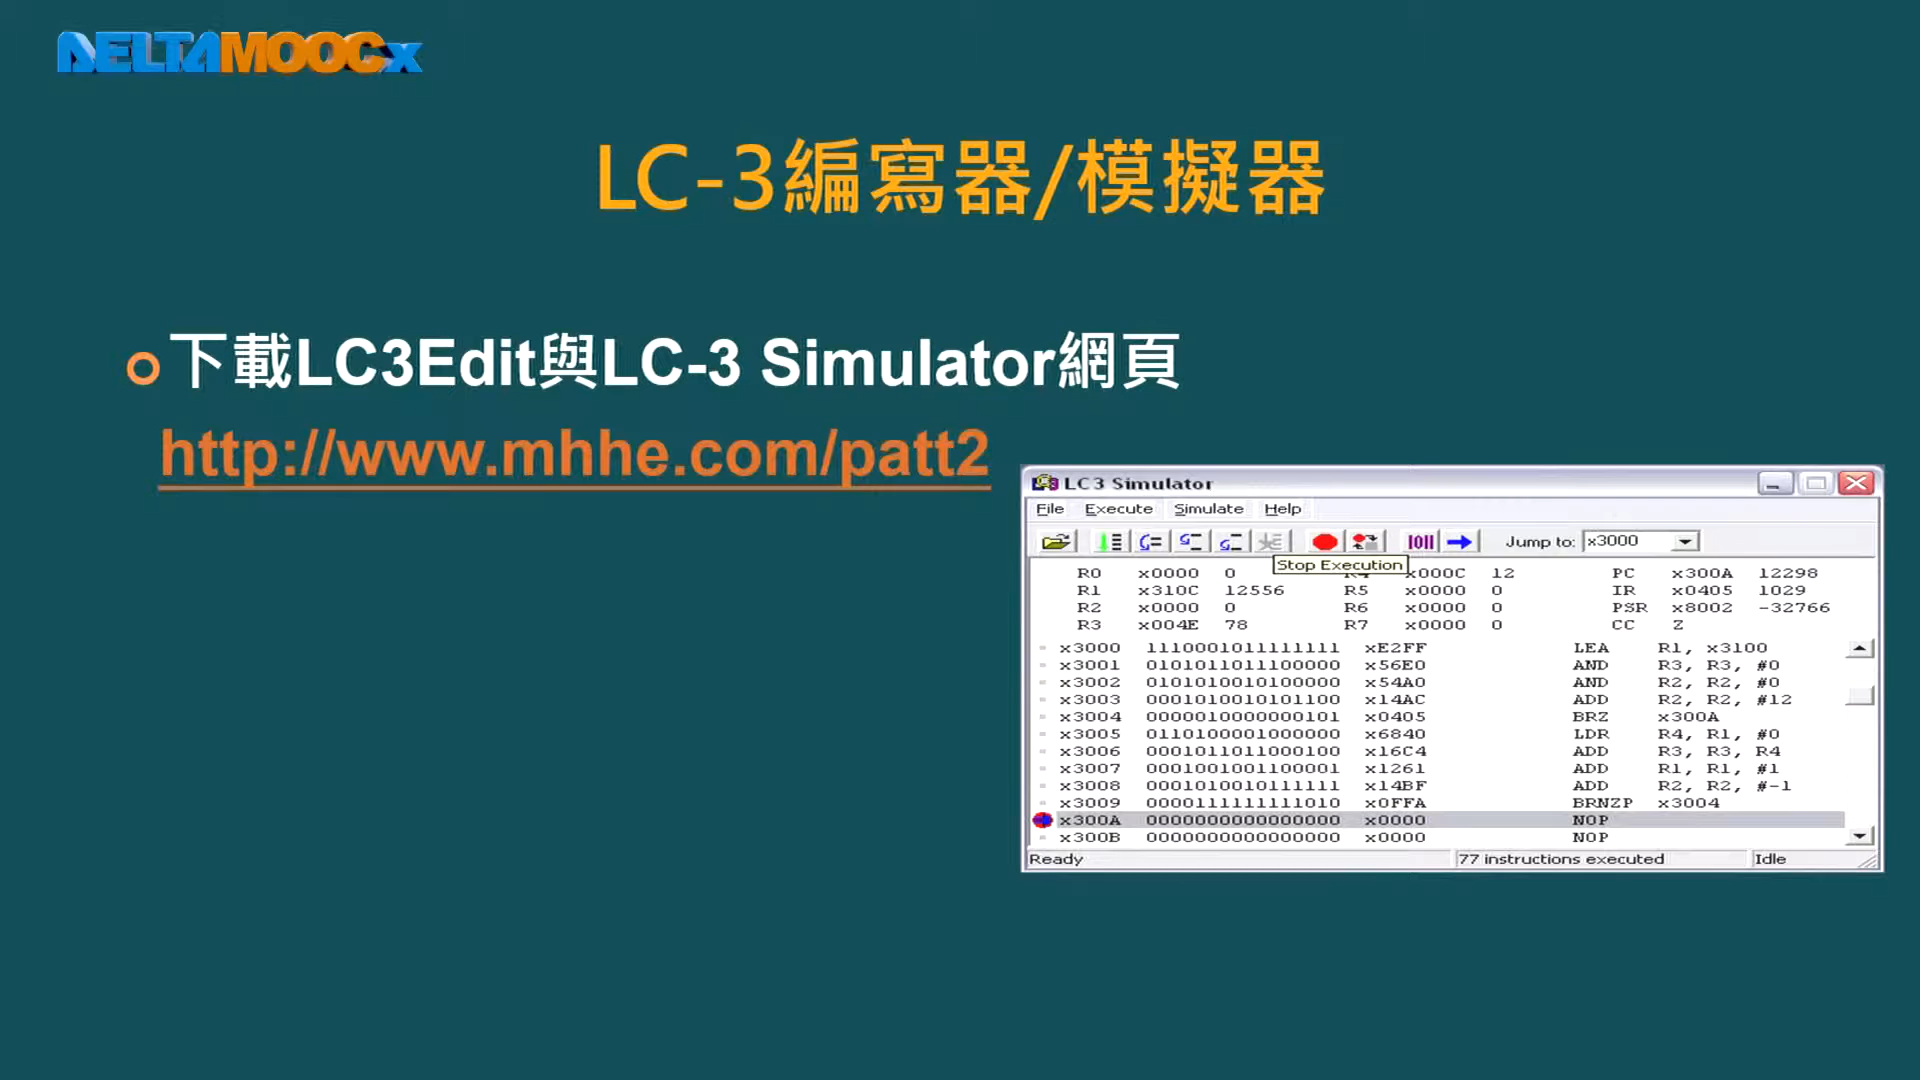 DELTAMOOCx
LC-3編寫器/模擬器
下載LC3Edit與LC-3 Simulator網頁
http://www.mhhe.com/patt2
LC3 Simulator
File Execute Simulate Help
Jump to: x3000
Stop Execution
R0 x0000 0 R4 x000C 12 PC x300A 12298
R1 x310C 12556 R5 x0000 0 IR x0405 1029
R2 x0000 0 R6 x0000 0 PSR x8002 -32766
R3 x004E 78 R7 x0000 0 CC Z
x3000 1110001011111111 xE2FF LEA R1, x3100
x3001 0101011011100000 x56E0 AND R3, R3, #0
x3002 0101010010100000 x54A0 AND R2, R2, #0
x3003 0001010010101100 x14AC ADD R2, R2, #12
x3004 0000010000000101 x0405 BRZ x300A
x3005 0110100001000000 x6840 LDR R4, R1, #0
x3006 0001011011000100 x16C4 ADD R3, R3, R4
x3007 0001001001100001 x1261 ADD R1, R1, #1
x3008 0001010010111111 x14BF ADD R2, R2, #-1
x3009 0000111111111010 x0FFA BRNZP x3004
x300A 0000000000000000 x0000 NOP
x300B 0000000000000000 x0000 NOP
Ready 77 instructions executed Idle